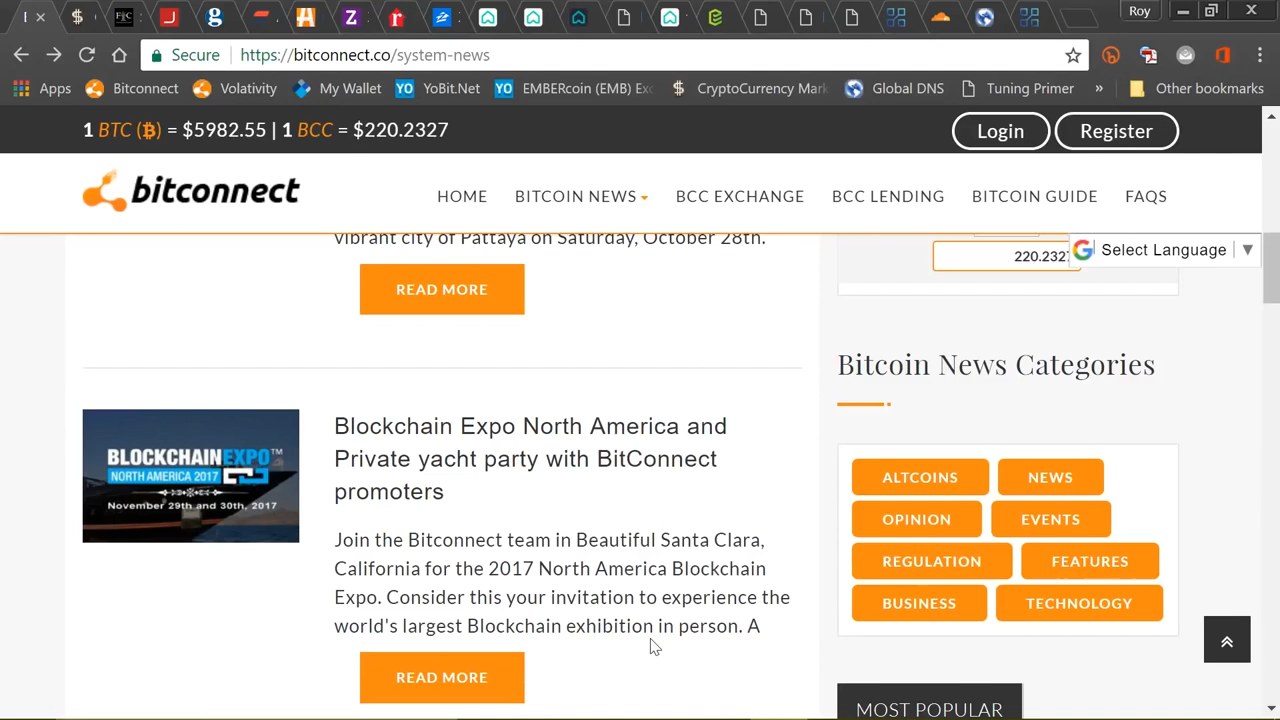 Roy
Secure https://bitconnect.co/system-news
Apps Bitconnect Volativity My Wallet YO YoBit.Net YO EMBERcoin (EMB) Exc CryptoCurrency Mark Global DNS Tuning Primer » Other bookmarks
1 BTC (₿) = $5982.55 | 1 BCC = $220.2327
Login
Register
bitconnect
HOME BITCOIN NEWS BCC EXCHANGE BCC LENDING BITCOIN GUIDE FAQS
vibrant city of Pattaya on Saturday, October 28th.
220.2327
Select Language
READ MORE
Bitcoin News Categories
BLOCKCHAIN EXPO™
NORTH AMERICA 2017
November 29th and 30th, 2017
Blockchain Expo North America and
Private yacht party with BitConnect
promoters
Join the Bitconnect team in Beautiful Santa Clara,
California for the 2017 North America Blockchain
Expo. Consider this your invitation to experience the
world's largest Blockchain exhibition in person. A
READ MORE
ALTCOINS
NEWS
OPINION
EVENTS
REGULATION
FEATURES
BUSINESS
TECHNOLOGY
MOST POPULAR